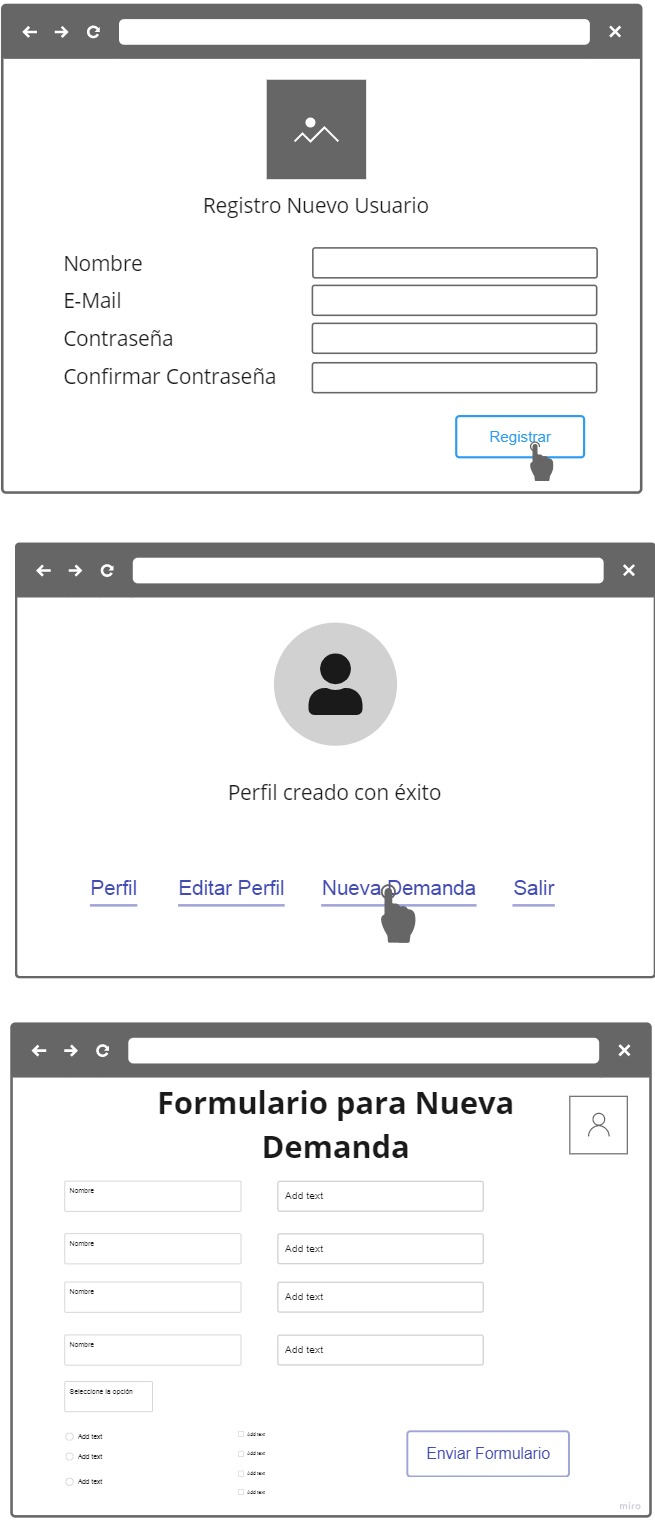 Registro Nuevo Usuario
Nombre
E-Mail
Contraseña
Confirmar Contraseña
Registrar
Perfil creado con éxito
Perfil Editar Perfil Nueva Demanda Salir
Formulario para Nueva
Demanda
Nombre Add text
Nombre Add text
Nombre Add text
Nombre Add text
Seleccione la opción
Add text Add text
Add text Add text
Add text Add text
Add text
Enviar Formulario
miro